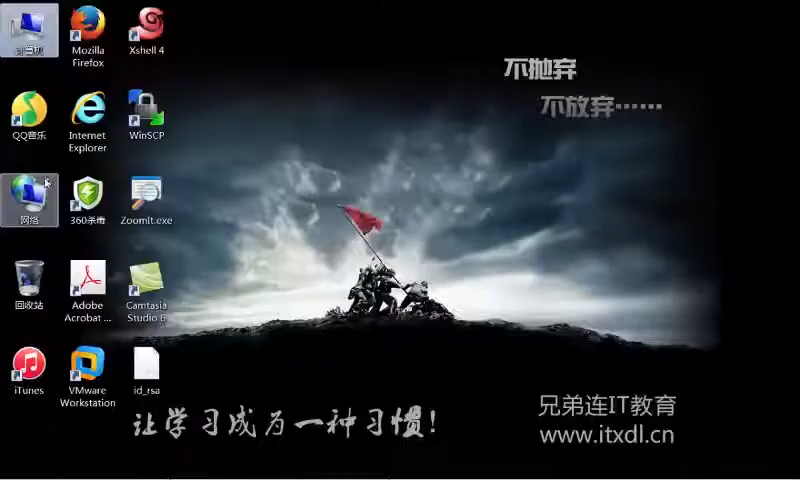 计算机
Mozilla
Firefox
Xshell 4
不抛弃
不放弃······
QQ音乐
Internet
Explorer
WinSCP
网络
360杀毒
ZoomIt.exe
回收站
Adobe
Acrobat ...
Camtasia
Studio 6
iTunes
VMware
Workstation
id_rsa
让学习成为一种习惯!
兄弟连IT教育
www.itxdl.cn